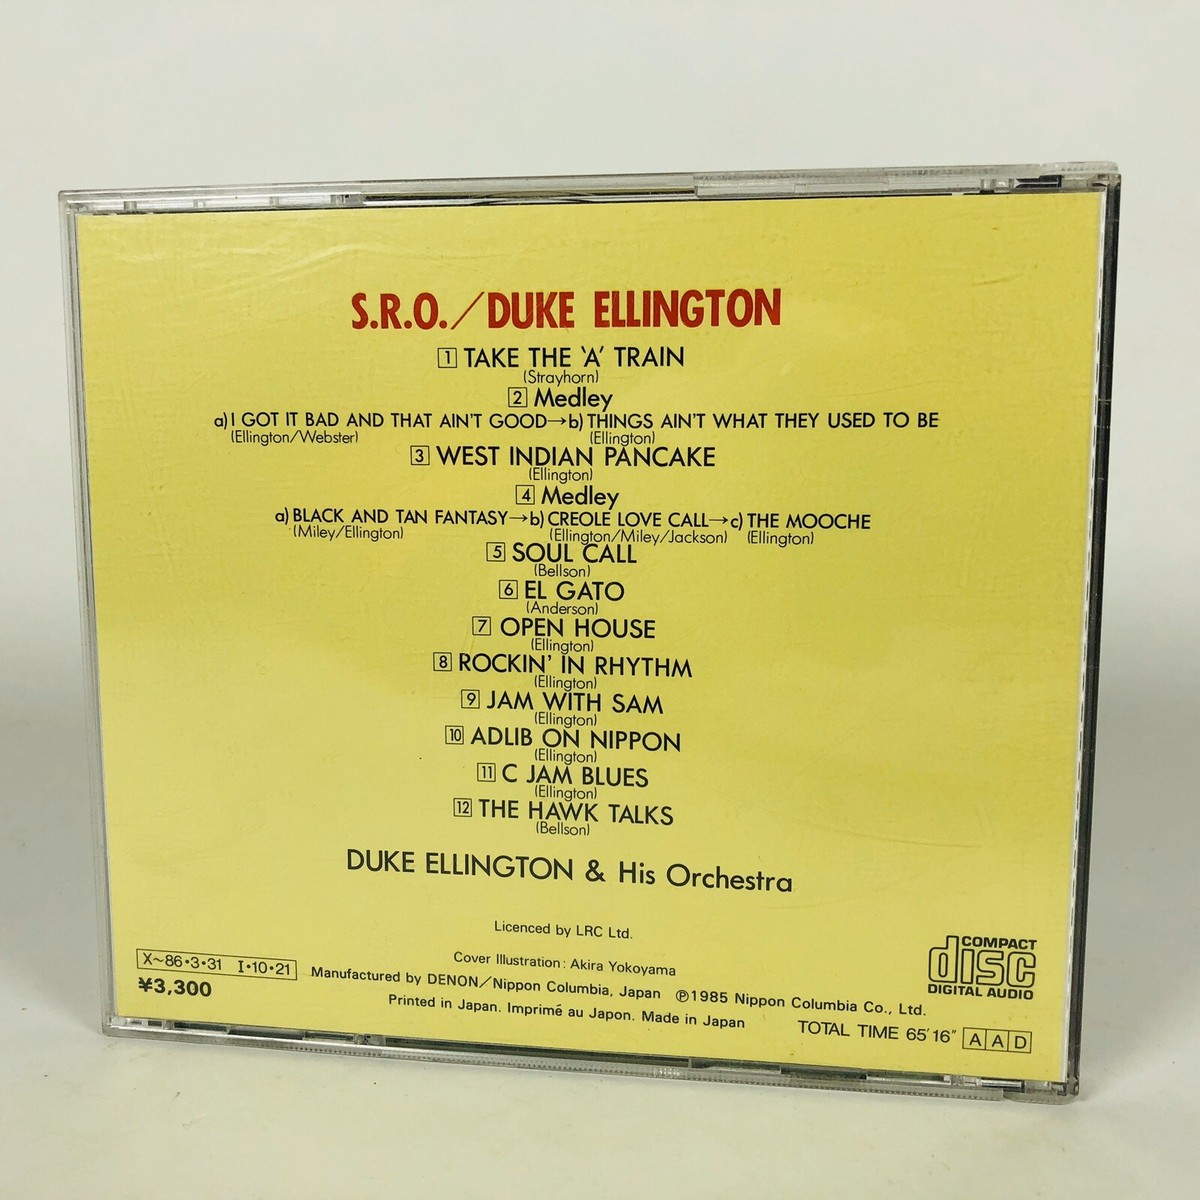 S.R.O./DUKE ELLINGTON
1 TAKE THE 'A' TRAIN
(Strayhorn)
2 Medley
a) I GOT IT BAD AND THAT AIN'T GOOD→b) THINGS AIN'T WHAT THEY USED TO BE
(Ellington/Webster) (Ellington)
3 WEST INDIAN PANCAKE
(Ellington)
4 Medley
a) BLACK AND TAN FANTASY→b) CREOLE LOVE CALL→c) THE MOOCHE
(Miley/Ellington) (Ellington/Miley/Jackson) (Ellington)
5 SOUL CALL
(Bellson)
6 EL GATO
(Anderson)
7 OPEN HOUSE
(Ellington)
8 ROCKIN' IN RHYTHM
(Ellington)
9 JAM WITH SAM
(Ellington)
10 ADLIB ON NIPPON
(Ellington)
11 C JAM BLUES
(Ellington)
12 THE HAWK TALKS
(Bellson)
DUKE ELLINGTON & His Orchestra
Licenced by LRC Ltd.
Cover Illustration: Akira Yokoyama
X~86・3・31 I・10・21
¥3,300
Manufactured by DENON/Nippon Columbia, Japan ℗1985 Nippon Columbia Co., Ltd.
Printed in Japan. Imprimé au Japon. Made in Japan
COMPACT
disc
DIGITAL AUDIO
TOTAL TIME 65'16" A A D